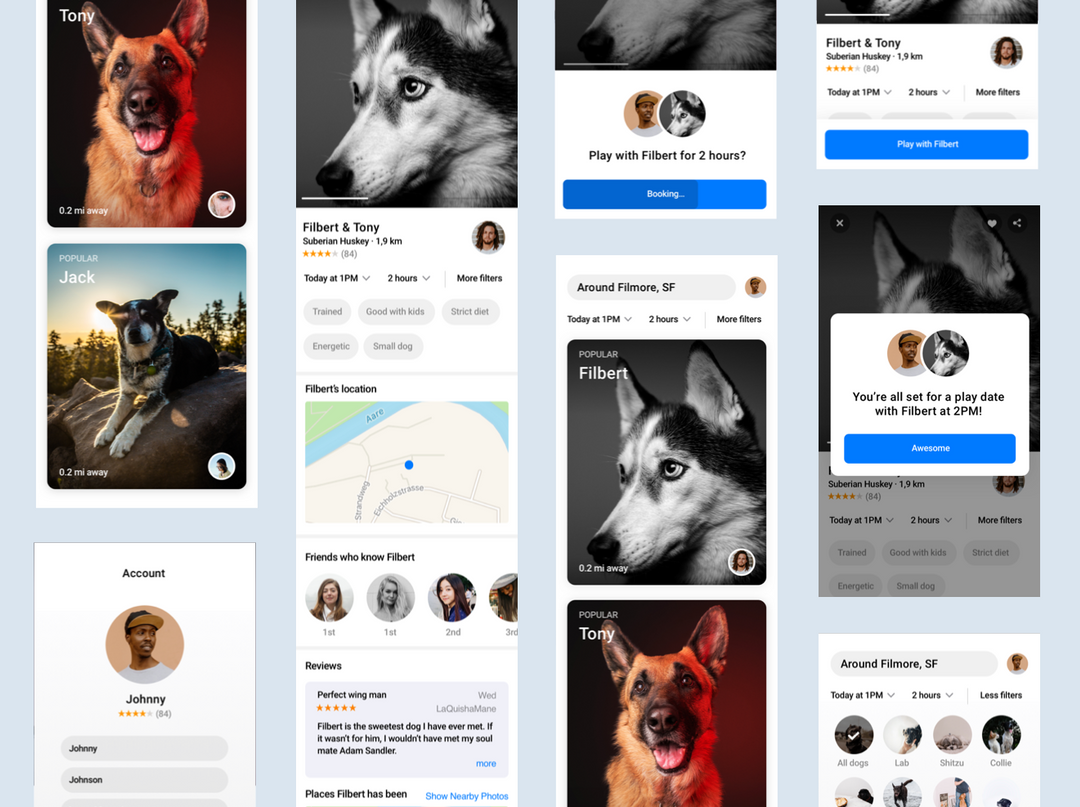 Tony
0.2 mi away
POPULAR
Jack
0.2 mi away
Account
Johnny
(84)
Johnny
Johnson
Filbert & Tony
Suberian Huskey · 1,9 km
(84)
Today at 1PM
2 hours
More filters
Trained
Good with kids
Strict diet
Energetic
Small dog
Filbert's location
Aare
Strandweg
Eichholzstrasse
Friends who know Filbert
1st
1st
2nd
3rd
Reviews
Perfect wing man
Wed
LaQuishaMane
Filbert is the sweetest dog I have ever met. If
it wasn't for him, I wouldn't have met my soul
mate Adam Sandler.
more
Places Filbert has been
Show Nearby Photos
Play with Filbert for 2 hours?
Booking...
Around Filmore, SF
Today at 1PM
2 hours
More filters
POPULAR
Filbert
0.2 mi away
POPULAR
Tony
Filbert & Tony
Suberian Huskey · 1,9 km
(84)
Today at 1PM
2 hours
More filters
Play with Filbert
You're all set for a play date
with Filbert at 2PM!
Awesome
Suberian Huskey · 1,9 km
(84)
Today at 1PM
2 hours
More filters
Trained
Good with kids
Strict diet
Energetic
Small dog
Around Filmore, SF
Today at 1PM
2 hours
Less filters
All dogs
Lab
Shitzu
Collie